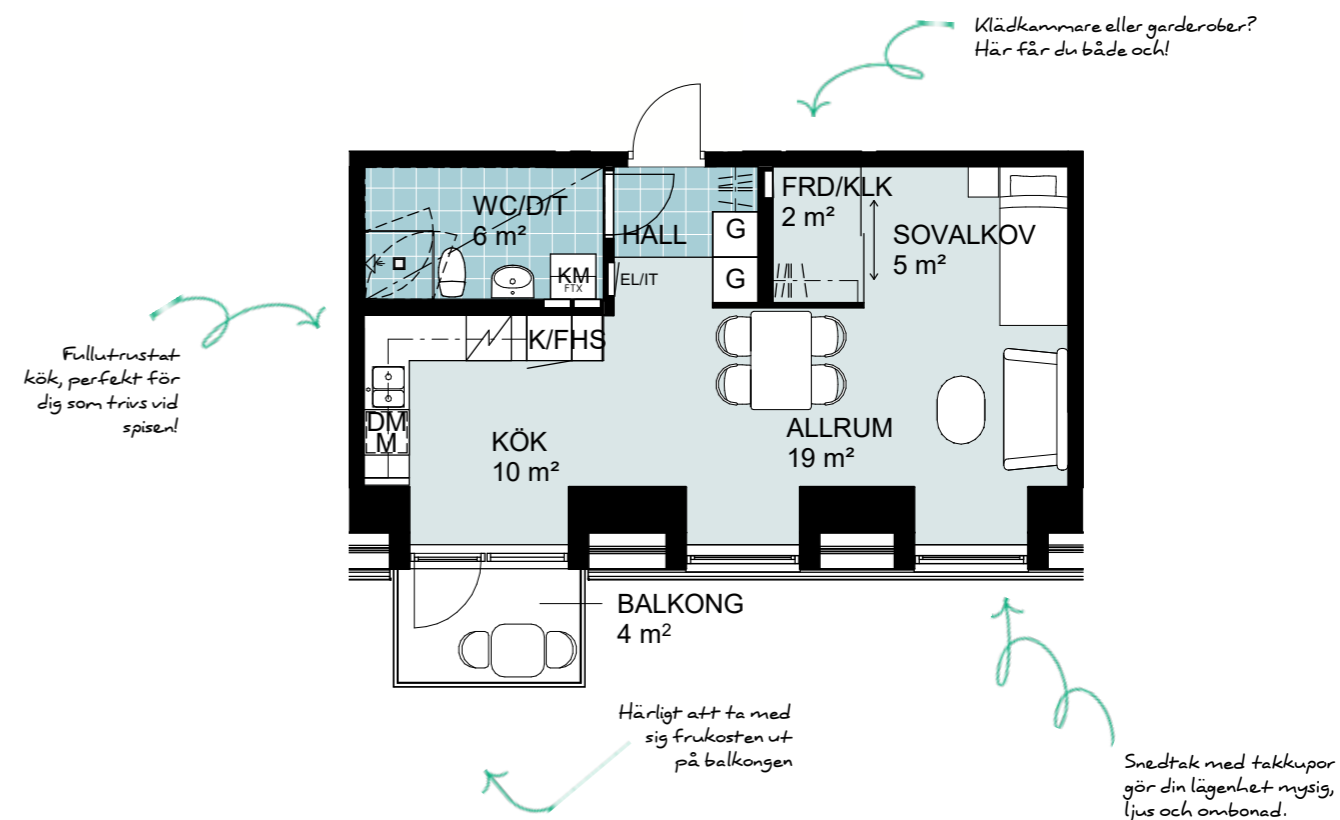 Klädkammare eller garderober?
Här får du både och!
WC/D/T
6 m²
HALL
G
G
FRD/KLK
2 m²
SOVALKOV
5 m²
KM
FTX
EL/IT
K/FHS
Fullutrustat
kök, perfekt för
dig som trivs vid
spisen!
DM
M
KÖK
10 m²
ALLRUM
19 m²
BALKONG
4 m²
Härligt att ta med
sig frukosten ut
på balkongen
Snedtak med takkupor
gör din lägenhet mysig,
ljus och ombonad.